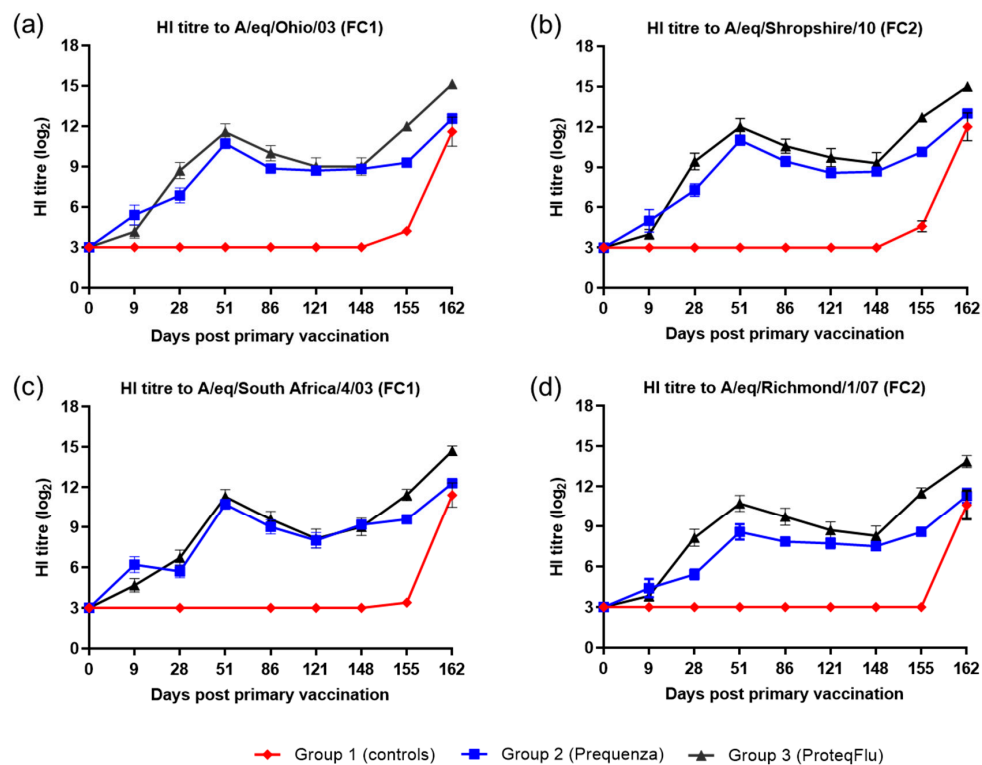 (a)
HI titre to A/eq/Ohio/03 (FC1)
18
15
12
9
6
3
0
HI titre (log2)
0 9 28 51 86 121 148 155 162
Days post primary vaccination
(b)
HI titre to A/eq/Shropshire/10 (FC2)
18
15
12
9
6
3
0
HI titre (log2)
0 9 28 51 86 121 148 155 162
Days post primary vaccination
(c)
HI titre to A/eq/South Africa/4/03 (FC1)
18
15
12
9
6
3
0
HI titre (log2)
0 9 28 51 86 121 148 155 162
Days post primary vaccination
(d)
HI titre to A/eq/Richmond/1/07 (FC2)
18
15
12
9
6
3
0
HI titre (log2)
0 9 28 51 86 121 148 155 162
Days post primary vaccination
Group 1 (controls) Group 2 (Prequenza) Group 3 (ProteqFlu)